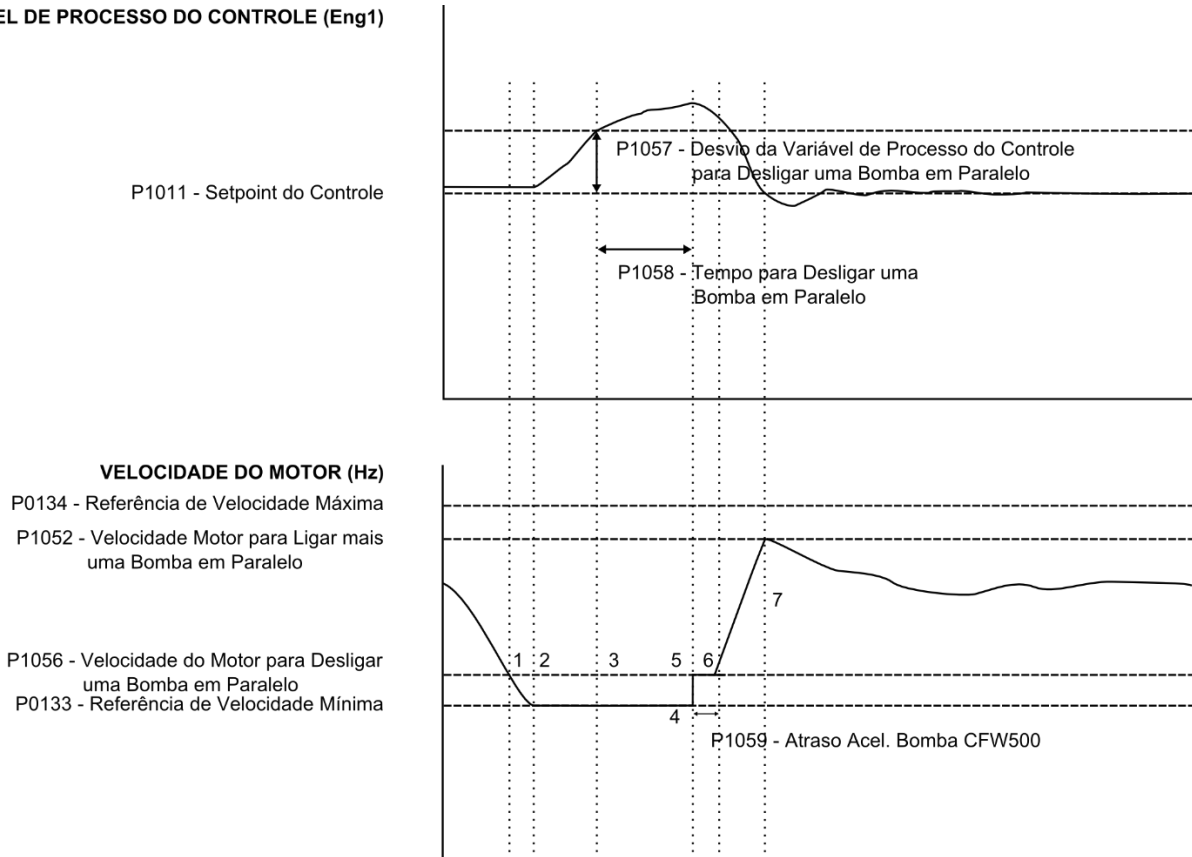 EL DE PROCESSO DO CONTROLE (Eng1)
P1057 - Desvio da Variável de Processo do Controle
para Desligar uma Bomba em Paralelo
P1011 - Setpoint do Controle
P1058 - Tempo para Desligar uma
Bomba em Paralelo
VELOCIDADE DO MOTOR (Hz)
P0134 - Referência de Velocidade Máxima
P1052 - Velocidade Motor para Ligar mais
uma Bomba em Paralelo
7
P1056 - Velocidade do Motor para Desligar
uma Bomba em Paralelo
1 2 3 5 6
P0133 - Referência de Velocidade Mínima
4
P1059 - Atraso Acel. Bomba CFW500